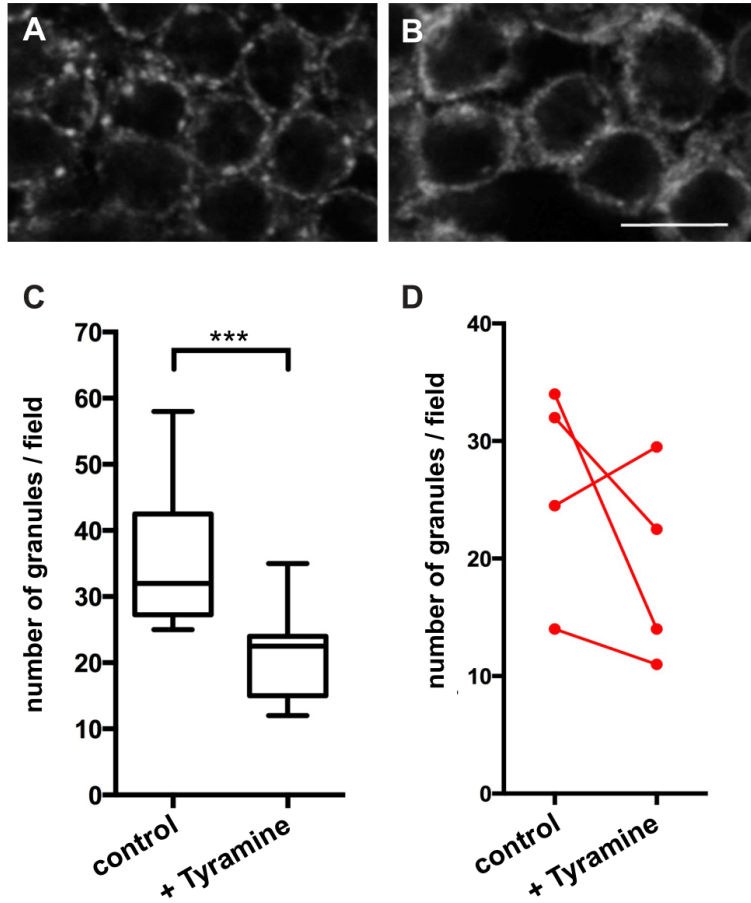 A
B
C
70
60
50
40
30
20
10
0
number of granules / field
***
control
+ Tyramine
D
40
30
20
10
0
number of granules / field
control
+ Tyramine